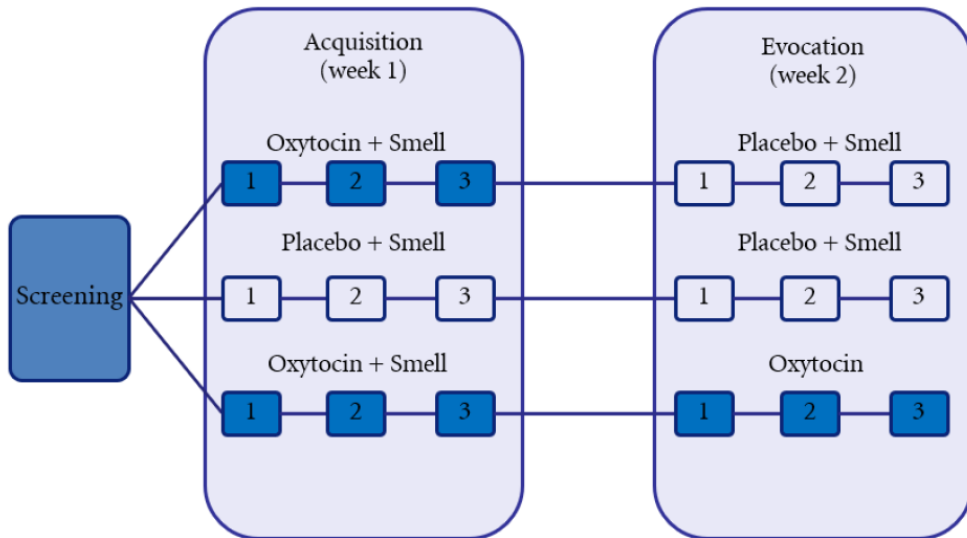 Acquisition
(week 1)
Evocation
(week 2)
Screening
Oxytocin + Smell
1 2 3
Placebo + Smell
1 2 3
Placebo + Smell
1 2 3
Placebo + Smell
1 2 3
Oxytocin + Smell
1 2 3
Oxytocin
1 2 3